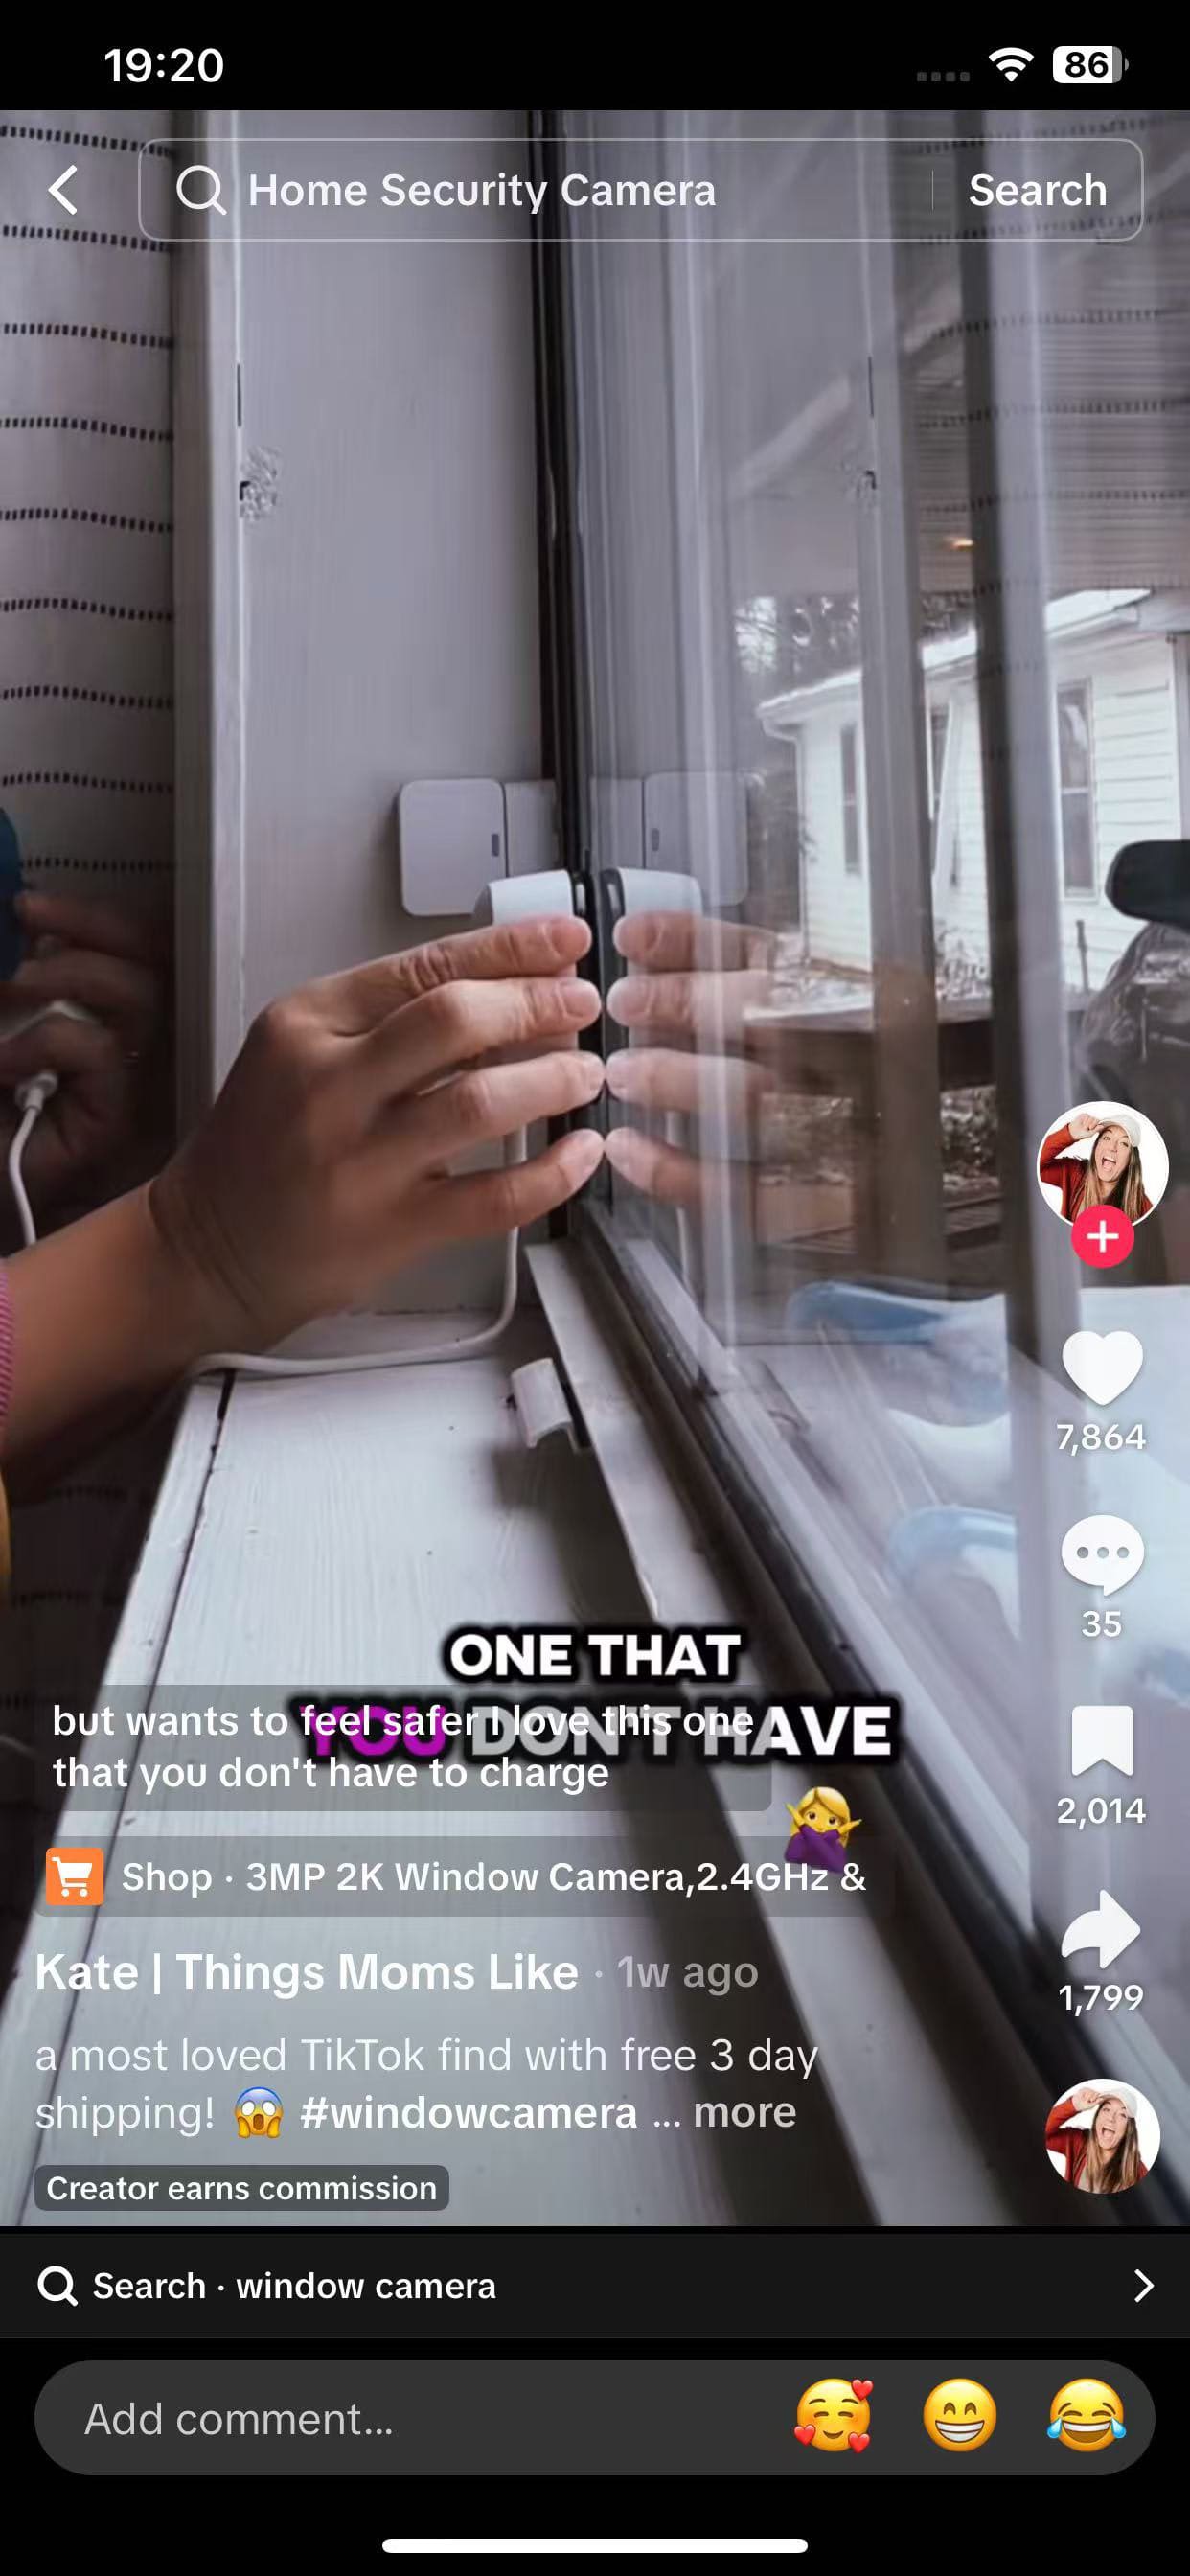 19:20
86
Home Security Camera
Search
7,864
35
ONE THAT
YOU DON'T HAVE
but wants to feel safer I love this one
that you don't have to charge
2,014
Shop · 3MP 2K Window Camera,2.4GHz &
Kate | Things Moms Like · 1w ago
1,799
a most loved TikTok find with free 3 day
shipping! 😱 #windowcamera ... more
Creator earns commission
Search · window camera
Add comment...